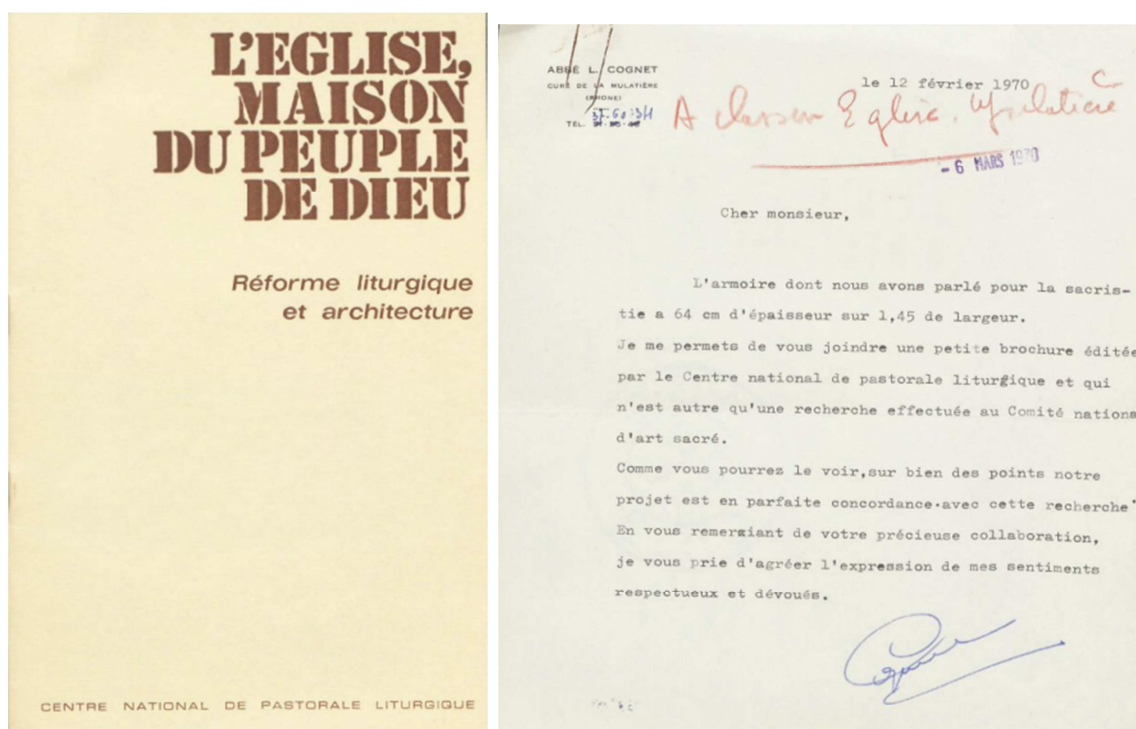 L'EGLISE,
MAISON
DU PEUPLE
DE DIEU
Réforme liturgique
et architecture
CENTRE NATIONAL DE PASTORALE LITURGIQUE
ABBÉ L. COGNET
CURÉ DE LA MULATIÈRE
(RHONE)
TEL.
le 12 février 1970
A classer Eglise. Mulatière
- 6 MARS 1970
Cher monsieur,
L'armoire dont nous avons parlé pour la sacris-
tie a 64 cm d'épaisseur sur 1,45 de largeur.
Je me permets de vous joindre une petite brochure éditée
par le Centre national de pastorale liturgique et qui
n'est autre qu'une recherche effectuée au Comité nationa
d'art sacré.
Comme vous pourrez le voir,sur bien des points notre
projet est en parfaite concordance.avec cette recherche
En vous remergiant de votre précieuse collaboration,
je vous prie d'agréer l'expression de mes sentiments
respectueux et dévoués.